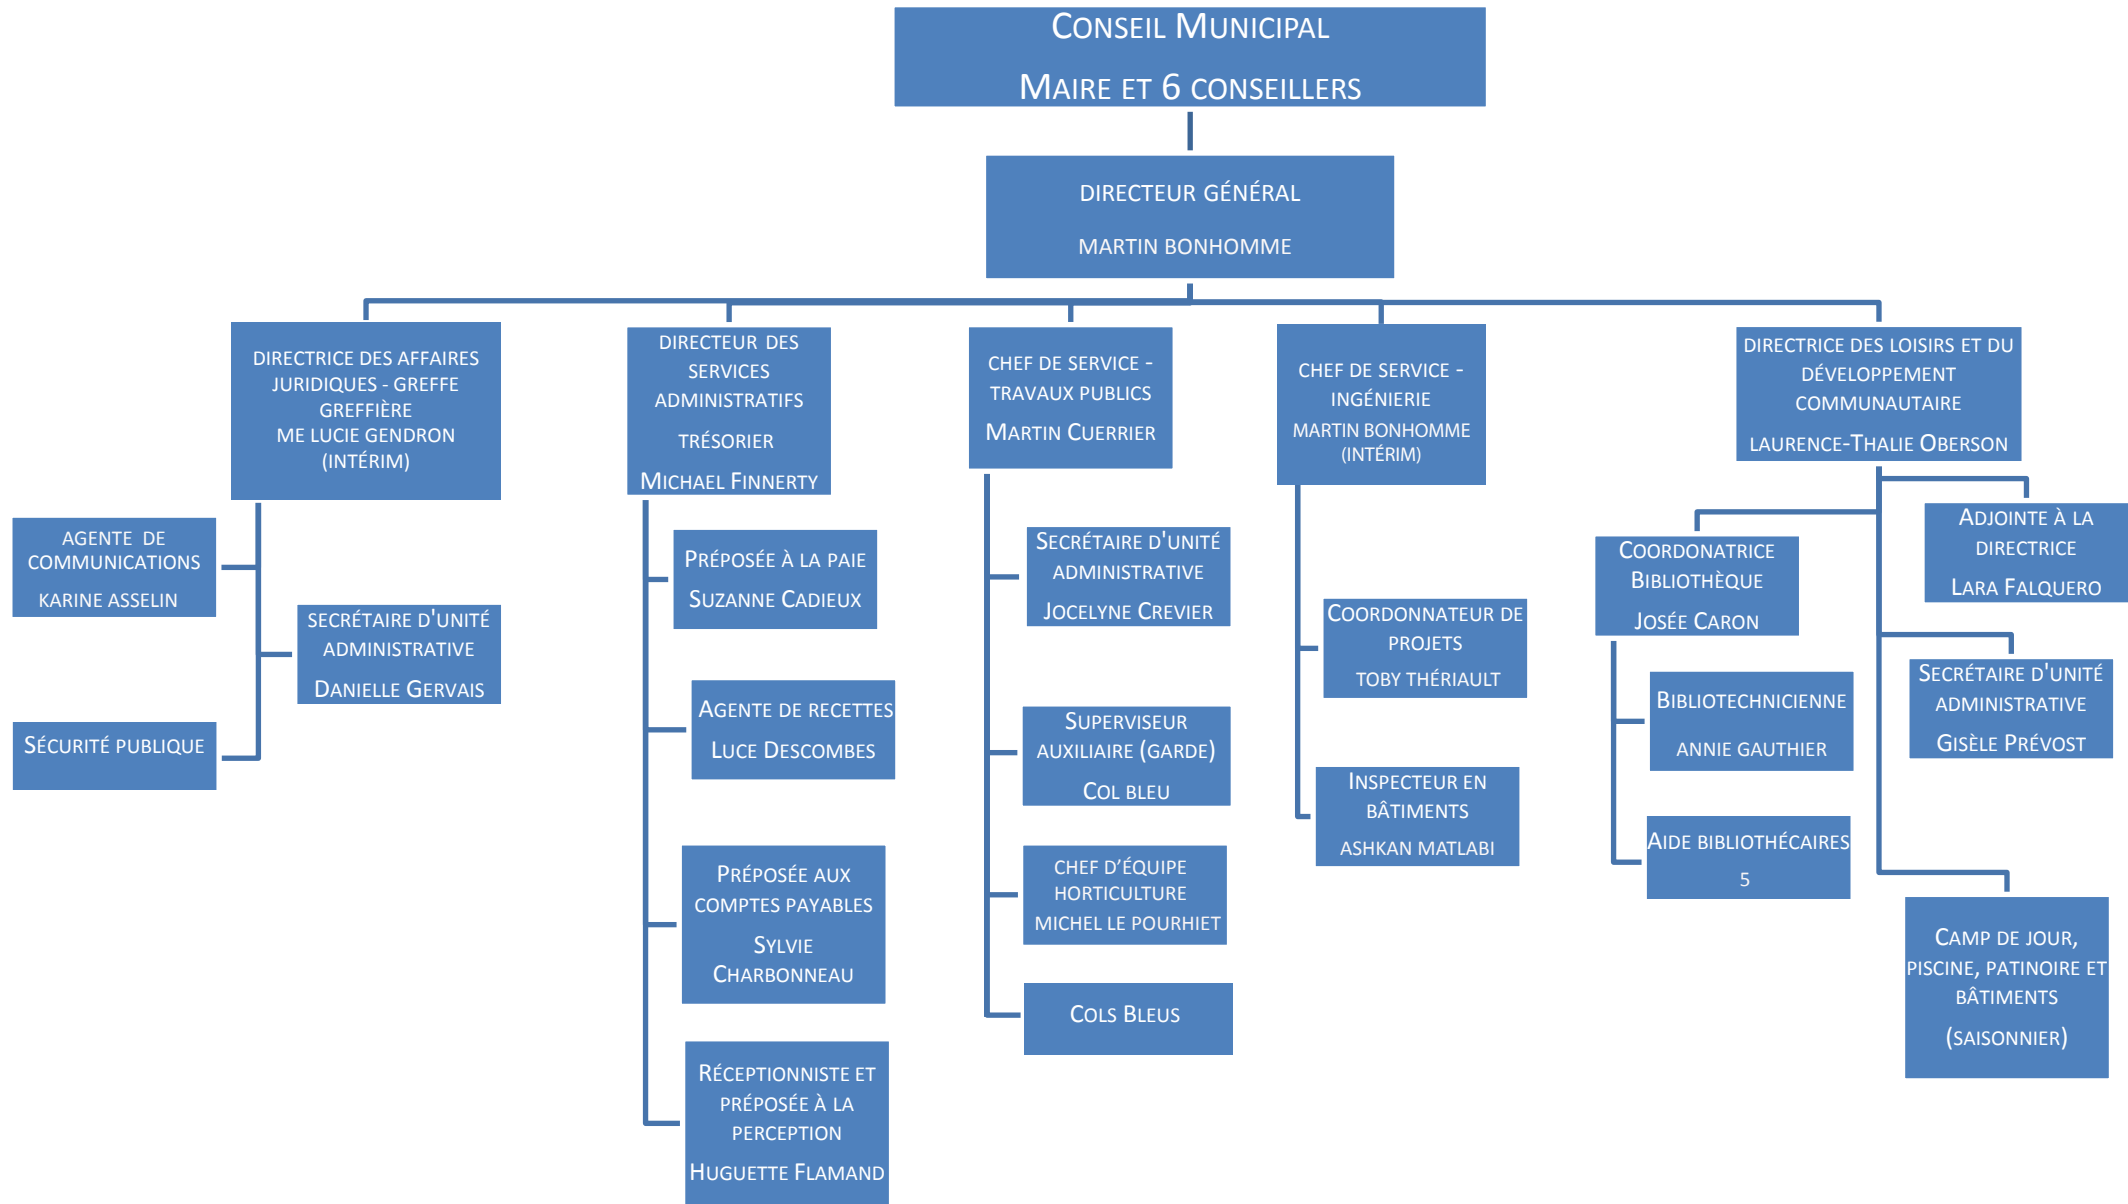 CONSEIL MUNICIPAL
MAIRE ET 6 CONSEILLERS
DIRECTEUR GÉNÉRAL
MARTIN BONHOMME
DIRECTRICE DES AFFAIRES
JURIDIQUES - GREFFE
GREFFIÈRE
ME LUCIE GENDRON
(INTÉRIM)
AGENTE DE
COMMUNICATIONS
KARINE ASSELIN
SECRÉTAIRE D'UNITÉ
ADMINISTRATIVE
DANIELLE GERVAIS
SÉCURITÉ PUBLIQUE
DIRECTEUR DES
SERVICES
ADMINISTRATIFS
TRÉSORIER
MICHAEL FINNERTY
PRÉPOSÉE À LA PAIE
SUZANNE CADIEUX
AGENTE DE RECETTES
LUCE DESCOMBES
PRÉPOSÉE AUX
COMPTES PAYABLES
SYLVIE
CHARBONNEAU
RÉCEPTIONNISTE ET
PRÉPOSÉE À LA
PERCEPTION
HUGUETTE FLAMAND
CHEF DE SERVICE -
TRAVAUX PUBLICS
MARTIN CUERRIER
SECRÉTAIRE D'UNITÉ
ADMINISTRATIVE
JOCELYNE CREVIER
SUPERVISEUR
AUXILIAIRE (GARDE)
COL BLEU
CHEF D’ÉQUIPE
HORTICULTURE
MICHEL LE POURHIET
COLS BLEUS
CHEF DE SERVICE -
INGÉNIERIE
MARTIN BONHOMME
(INTÉRIM)
COORDONNATEUR DE
PROJETS
TOBY THÉRIAULT
INSPECTEUR EN
BÂTIMENTS
ASHKAN MATLABI
DIRECTRICE DES LOISIRS ET DU
DÉVELOPPEMENT
COMMUNAUTAIRE
LAURENCE-THALIE OBERSON
COORDONATRICE
BIBLIOTHÈQUE
JOSÉE CARON
BIBLIOTECHNICIENNE
ANNIE GAUTHIER
AIDE BIBLIOTHÉCAIRES
5
ADJOINTE À LA
DIRECTRICE
LARA FALQUERO
SECRÉTAIRE D'UNITÉ
ADMINISTRATIVE
GISÈLE PRÉVOST
CAMP DE JOUR,
PISCINE, PATINOIRE ET
BÂTIMENTS
(SAISONNIER)